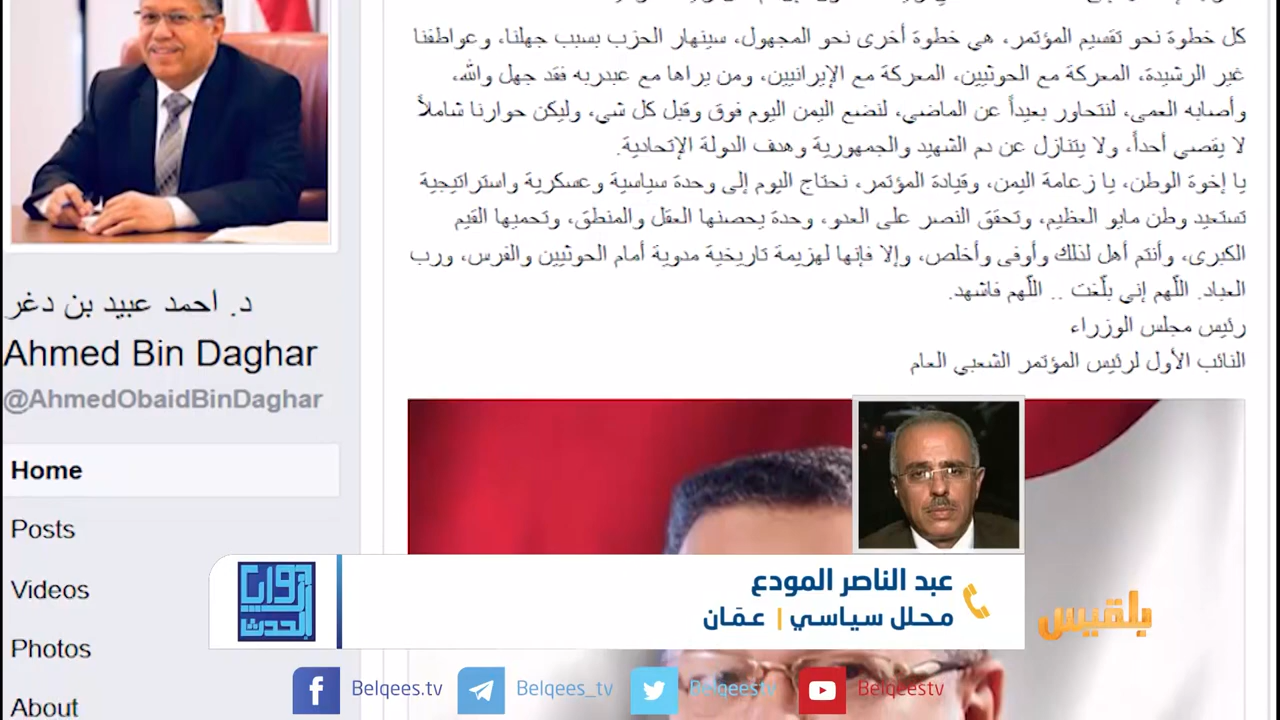 كل خطوة نحو تقسيم المؤتمر، هي خطوة أخرى نحو المجهول، سينهار الحزب بسبب جهلنا، وعواطفنا
غير الرشيدة، المعركة مع الحوثيين، المعركة مع الإيرانيين، ومن يراها مع عبدربه فقد جهل والله،
وأصابه العمى، لنتحاور بعيداً عن الماضي، لنضع اليمن اليوم فوق وقبل كل شي، وليكن حوارنا شاملاً
لا يقصي أحداً، ولا يتنازل عن دم الشهيد والجمهورية وهدف الدولة الإتحادية.
يا إخوة الوطن، يا زعامة اليمن، وقيادة المؤتمر، نحتاج اليوم إلى وحدة سياسية وعسكرية واستراتيجية
تستعيد وطن مايو العظيم، وتحقق النصر على العدو، وحدة يحصنها العقل والمنطق، وتحميها القيم
الكبرى، وأنتم أهل لذلك وأوفى وأخلص، وإلا فإنها لهزيمة تاريخية مدوية أمام الحوثيين والفرس، ورب
العباد. اللّهم إني بلّغت .. اللّهم فاشهد.
رئيس مجلس الوزراء
النائب الأول لرئيس المؤتمر الشعبي العام
د. احمد عبيد بن دغر
Ahmed Bin Daghar
@AhmedObaidBinDaghar
Home
Posts
Videos
Photos
About
عبد الناصر المودع
محلل سياسي | عمّان
زوايا
الحدث
بلقيس
Belqees.tv
Belqees_tv
Belqeestv
Belqeestv